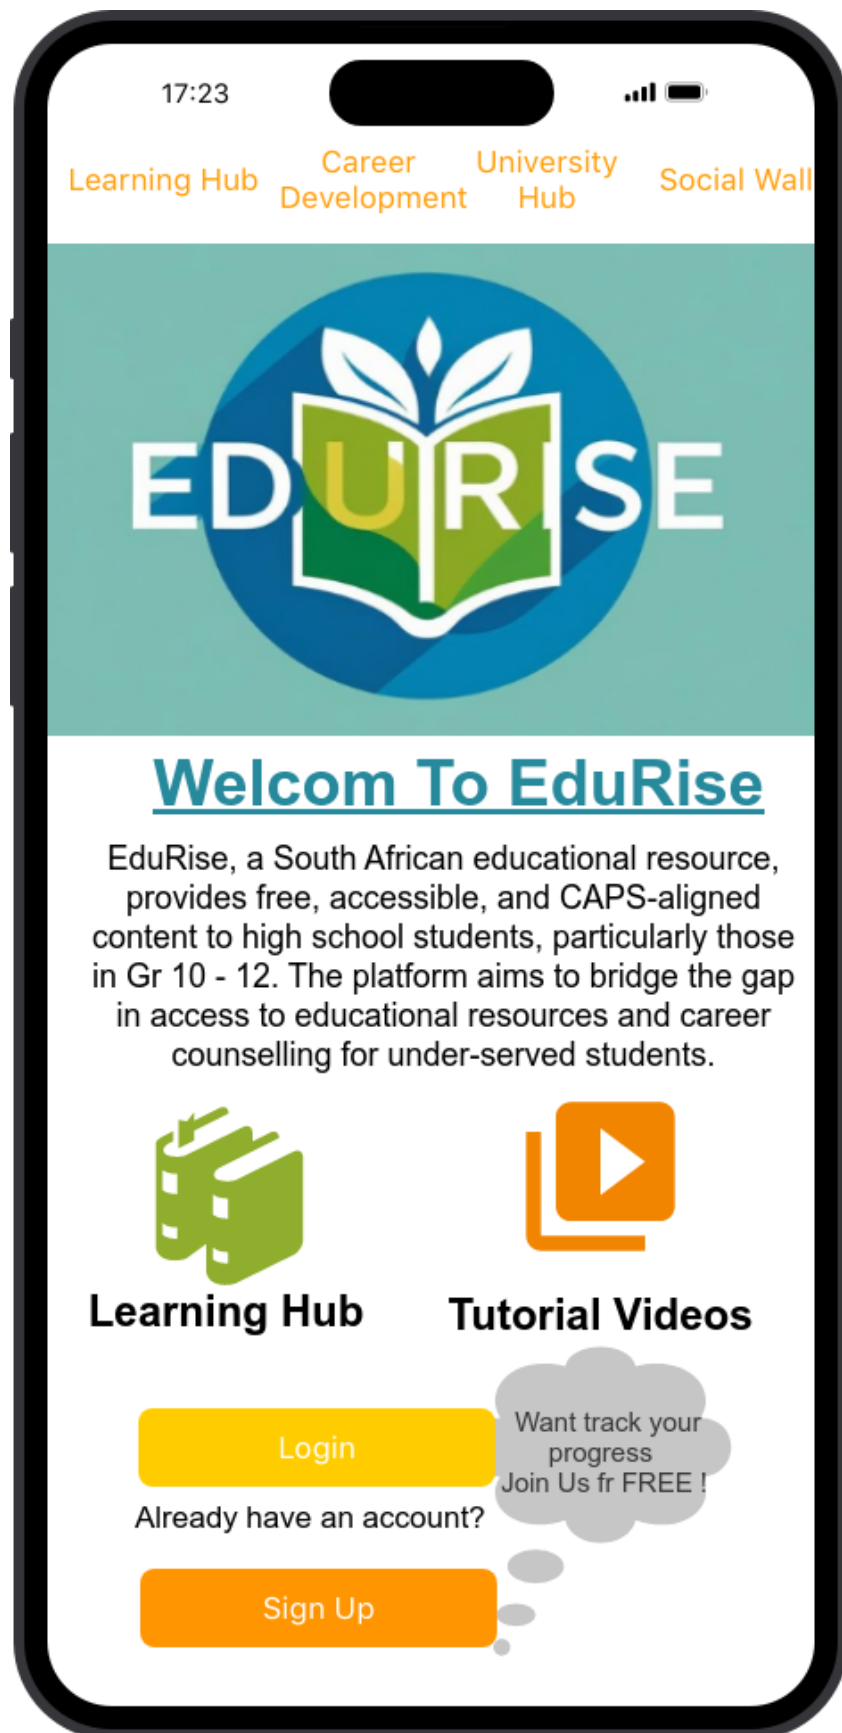 17:23
Learning Hub
Career
Development
University
Hub
Social Wall
EDURISE
Welcom To EduRise
EduRise, a South African educational resource,
provides free, accessible, and CAPS-aligned
content to high school students, particularly those
in Gr 10 - 12. The platform aims to bridge the gap
in access to educational resources and career
counselling for under-served students.
Learning Hub
Tutorial Videos
Login
Want track your
progress
Join Us fr FREE !
Already have an account?
Sign Up